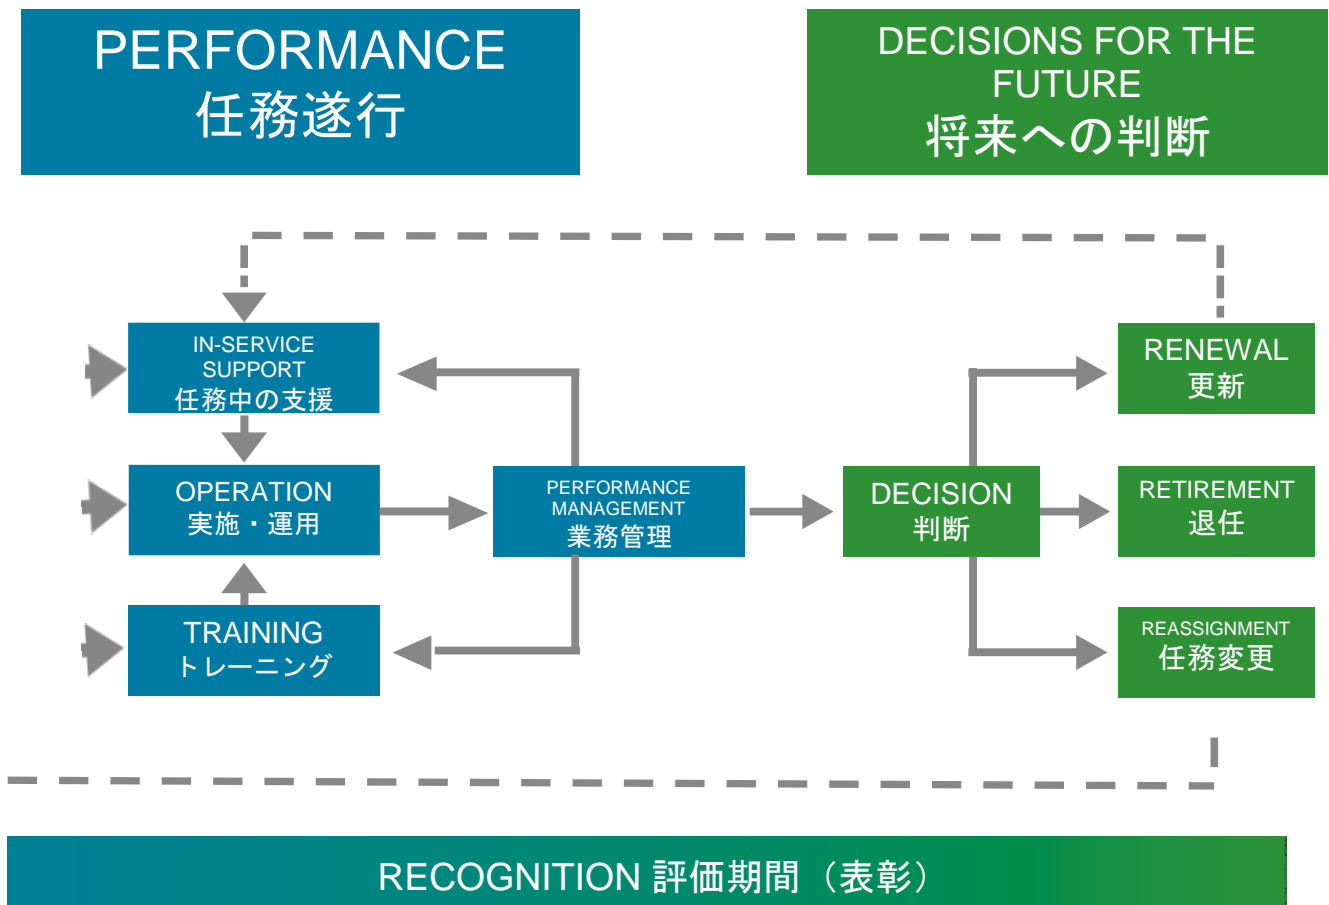 PERFORMANCE
任務遂行
DECISIONS FOR THE
FUTURE
将来への判断
IN-SERVICE
SUPPORT
任務中の支援
OPERATION
実施・運用
TRAINING
トレーニング
PERFORMANCE
MANAGEMENT
業務管理
DECISION
判断
RENEWAL
更新
RETIREMENT
退任
REASSIGNMENT
任務変更
RECOGNITION 評価期間（表彰）